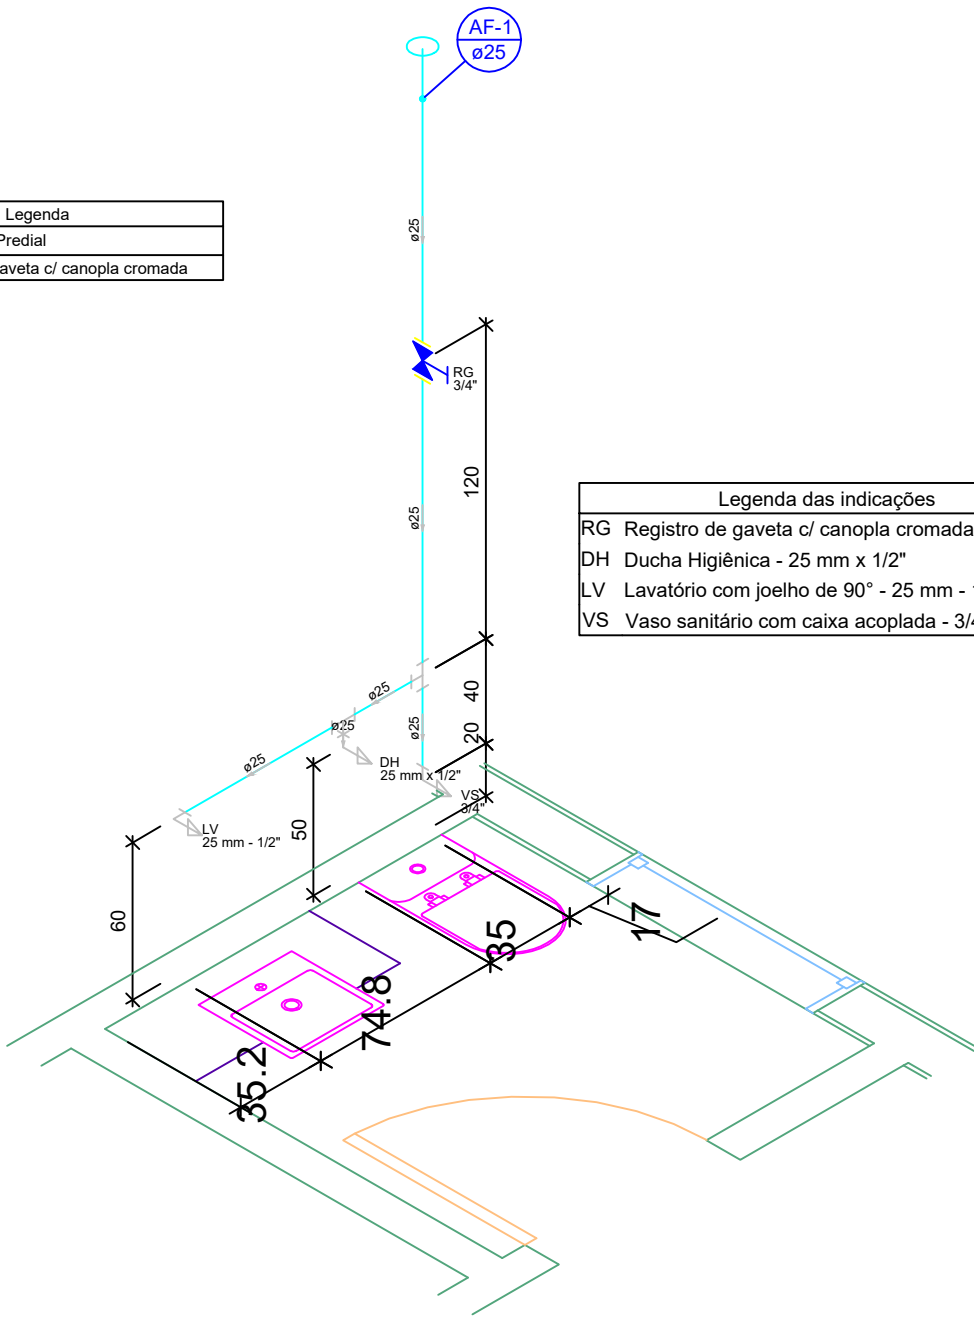 AF-1
ø25
Legenda
Predial
aveta c/ canopla cromada
ø25
RG
3/4"
120
ø25
Legenda das indicações
RG Registro de gaveta c/ canopla cromada
DH Ducha Higiênica - 25 mm x 1/2"
LV Lavatório com joelho de 90° - 25 mm -
VS Vaso sanitário com caixa acoplada - 3/4
ø25
40
ø25
ø25
20
ø25
DH
25 mm x 1/2"
VS
3/4"
LV
25 mm - 1/2"
50
60
17
35
74.8
35.2